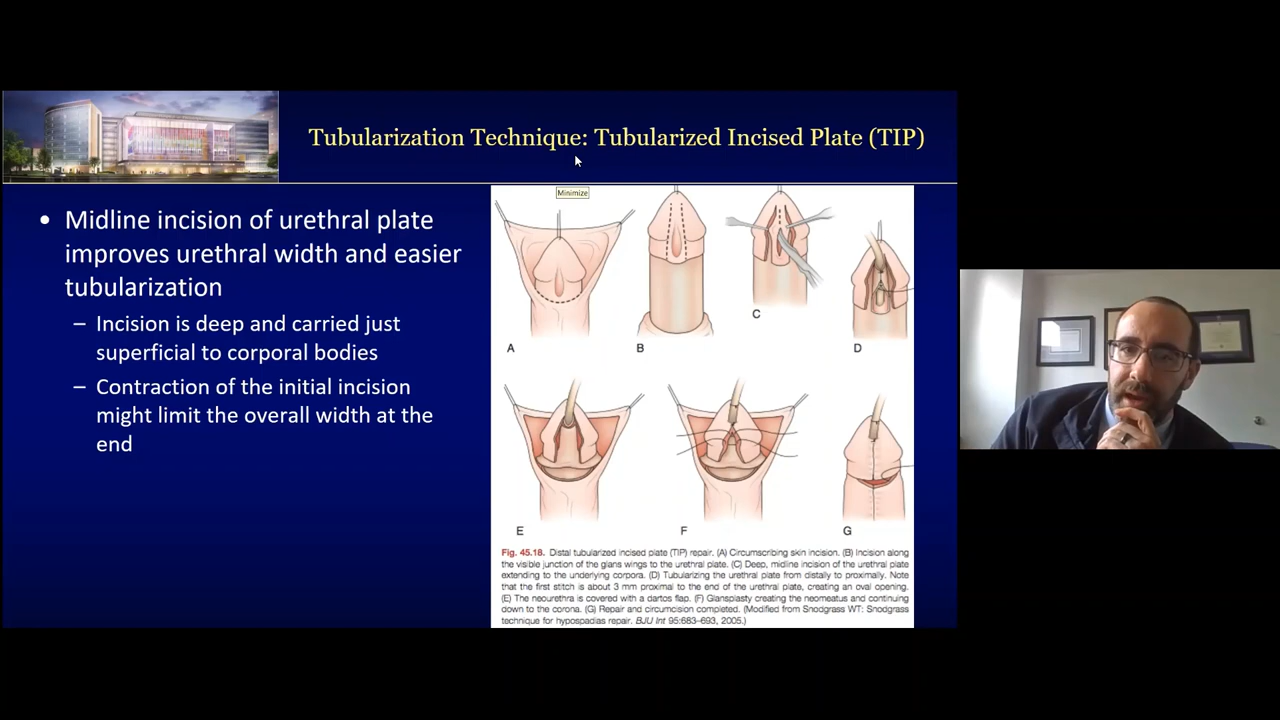 Tubularization Technique: Tubularized Incised Plate (TIP)
Minimize
• Midline incision of urethral plate
improves urethral width and easier
tubularization
– Incision is deep and carried just
superficial to corporal bodies
– Contraction of the initial incision
might limit the overall width at the
end
A
B
C
D
E
F
G
Fig. 45.18. Distal tubularized incised plate (TIP) repair. (A) Circumscribing skin incision. (B) Incision along
the visible junction of the glans wings to the urethral plate. (C) Deep, midline incision of the urethral plate
extending to the underlying corpora. (D) Tubularizing the urethral plate from distally to proximally. Note
that the first stitch is about 3 mm proximal to the end of the urethral plate, creating an oval opening.
(E) The neourethra is covered with a dartos flap. (F) Glansplasty creating the neomeatus and continuing
down to the corona. (G) Repair and circumcision completed. (Modified from Snodgrass WT: Snodgrass
technique for hypospadias repair. BJU Int 95:683–693, 2005.)